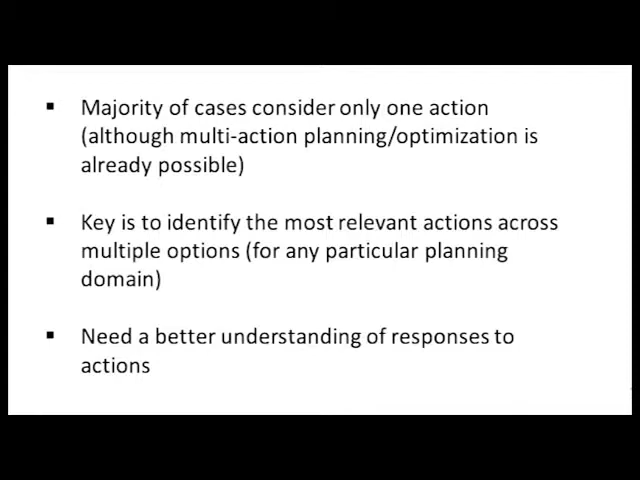 ▪ Majority of cases consider only one action
(although multi-action planning/optimization is
already possible)
▪ Key is to identify the most relevant actions across
multiple options (for any particular planning
domain)
▪ Need a better understanding of responses to
actions